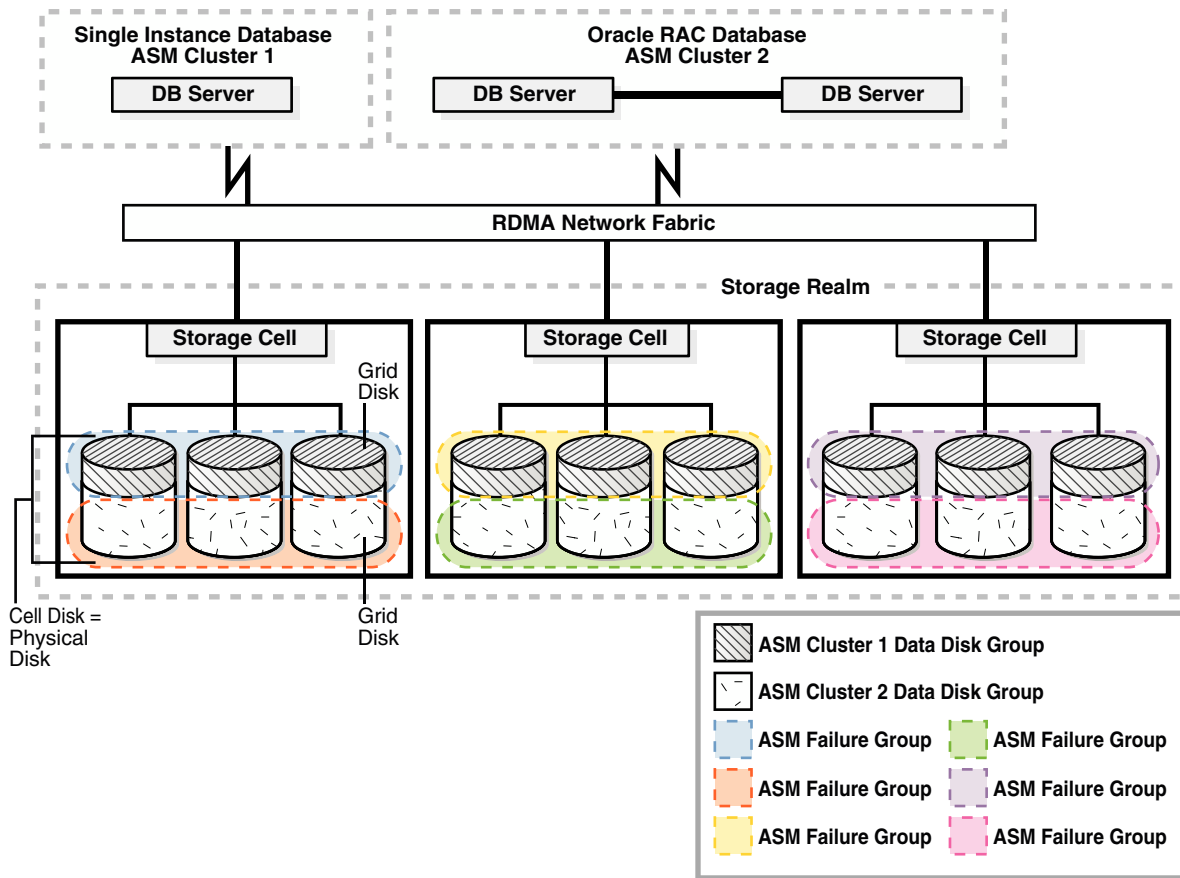 Single Instance Database
ASM Cluster 1
DB Server
Oracle RAC Database
ASM Cluster 2
DB Server
DB Server
RDMA Network Fabric
Storage Realm
Storage Cell
Storage Cell
Storage Cell
Grid
Disk
Cell Disk =
Physical
Disk
Grid
Disk
ASM Cluster 1 Data Disk Group
ASM Cluster 2 Data Disk Group
ASM Failure Group
ASM Failure Group
ASM Failure Group
ASM Failure Group
ASM Failure Group
ASM Failure Group